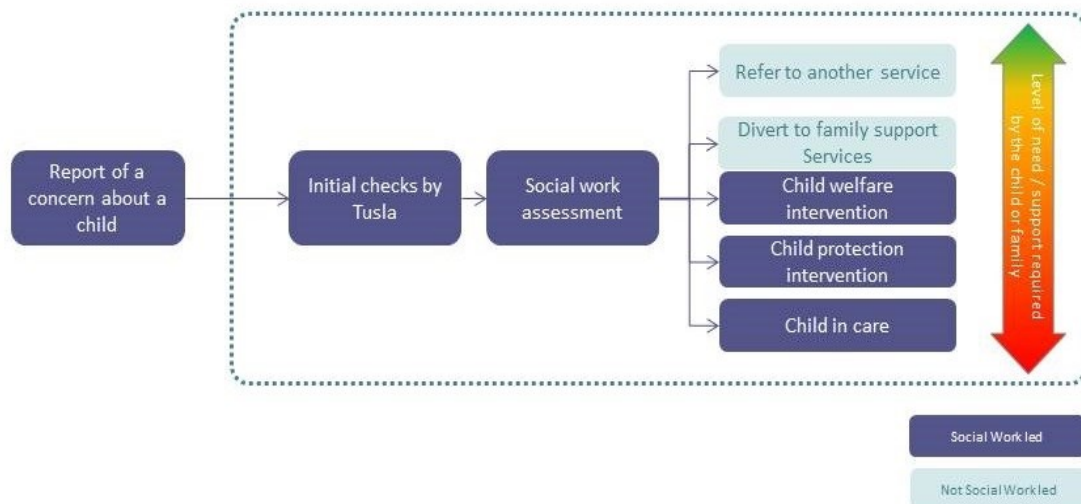 Report of a
concern about a
child
Initial checks by
Tusla
Social work
assessment
Refer to another service
Divert to family support
Services
Child welfare
intervention
Child protection
intervention
Child in care
Level of need / support required
by the child or family
Social Work led
Not Social Work led